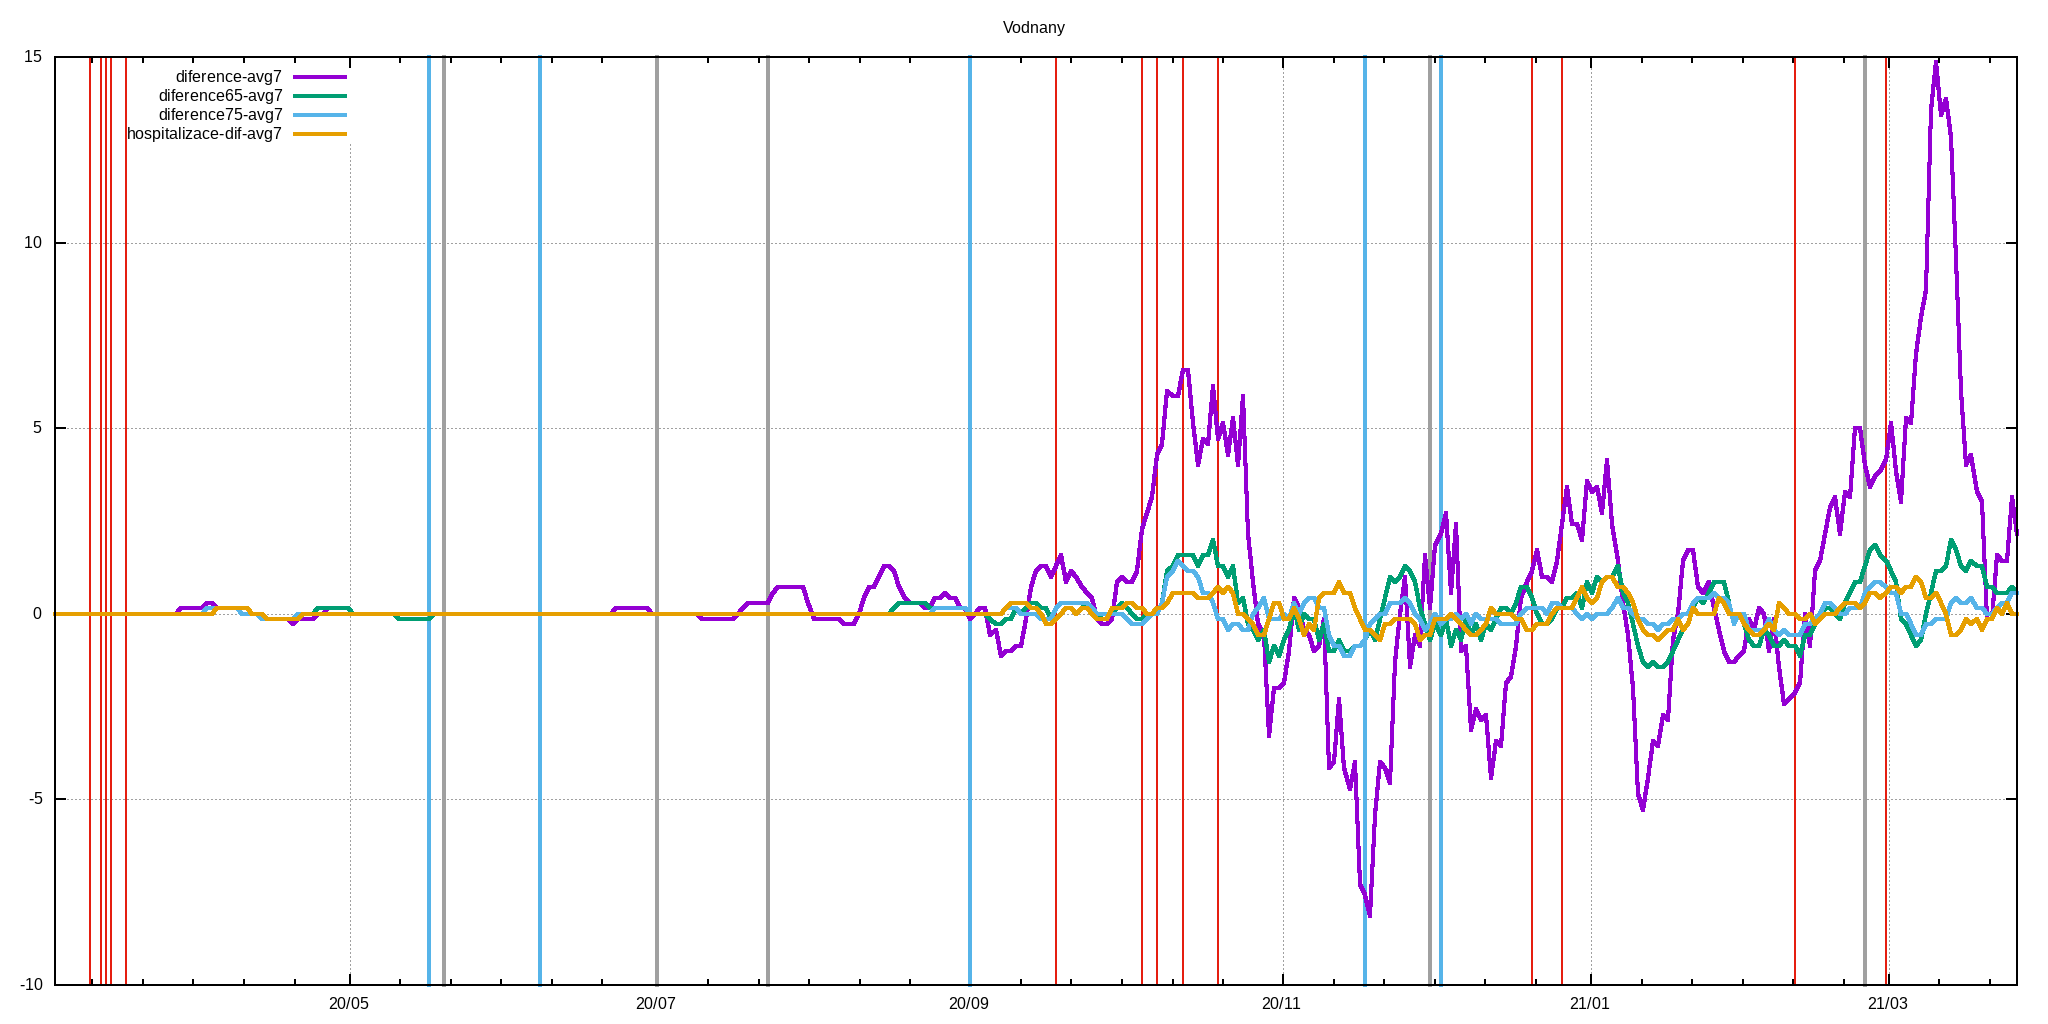 Vodnany
15
diference-avg7
diference65-avg7
diference75-avg7
hospitalizace-dif-avg7
10
5
0
-5
-10
20/05 20/07 20/09 20/11 21/01 21/03